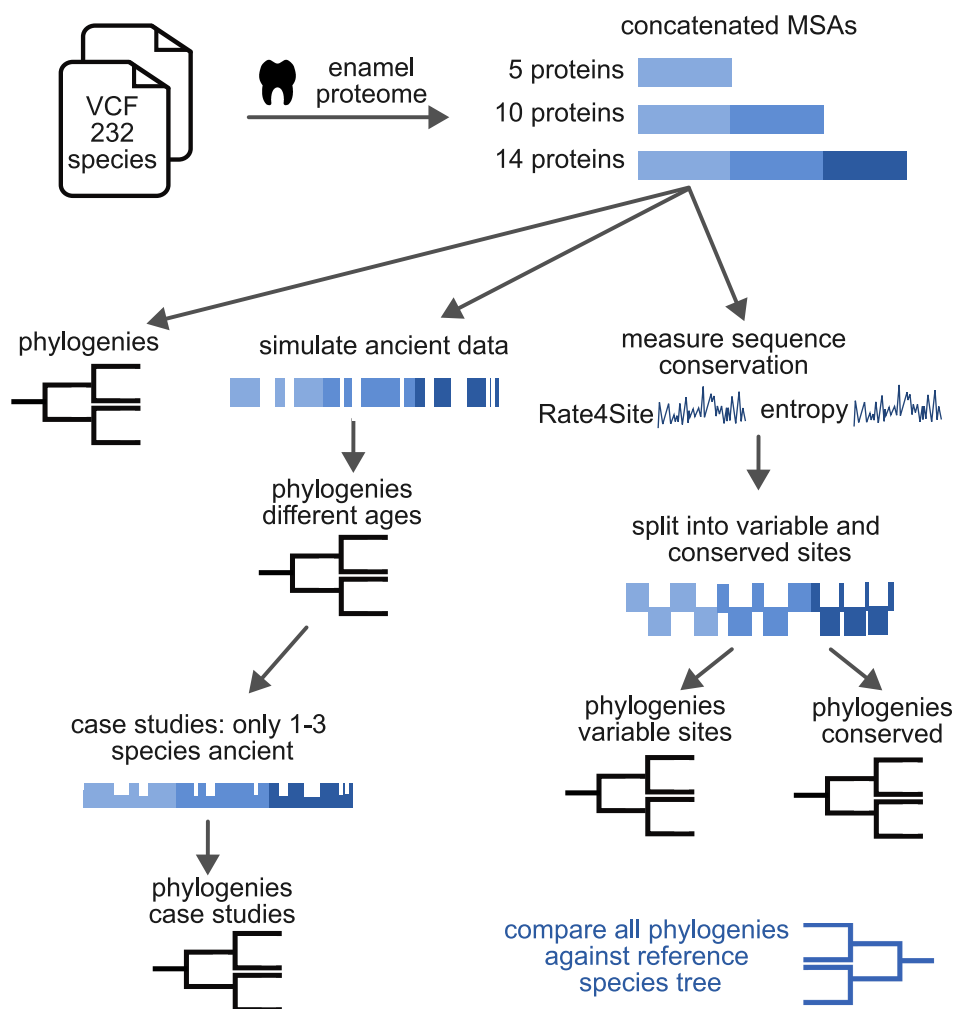 VCF
232
species
enamel
proteome
concatenated MSAs
5 proteins
10 proteins
14 proteins
phylogenies
simulate ancient data
measure sequence
conservation
Rate4Site
entropy
phylogenies
different ages
split into variable and
conserved sites
case studies: only 1-3
species ancient
phylogenies
variable sites
phylogenies
conserved
phylogenies
case studies
compare all phylogenies
against reference
species tree